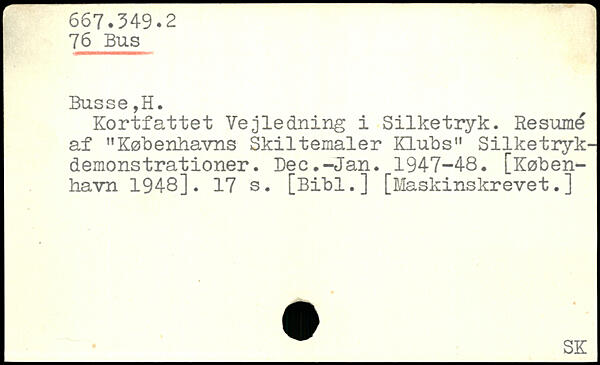 667.349.2
76 Bus
Busse,H.
Kortfattet Vejledning i Silketryk. Resumé
af "Københavns Skiltemaler Klubs" Silketryk-
demonstrationer. Dec.-Jan. 1947-48. [Køben-
havn 1948]. 17 s. [Bibl.] [Maskinskrevet.]
SK